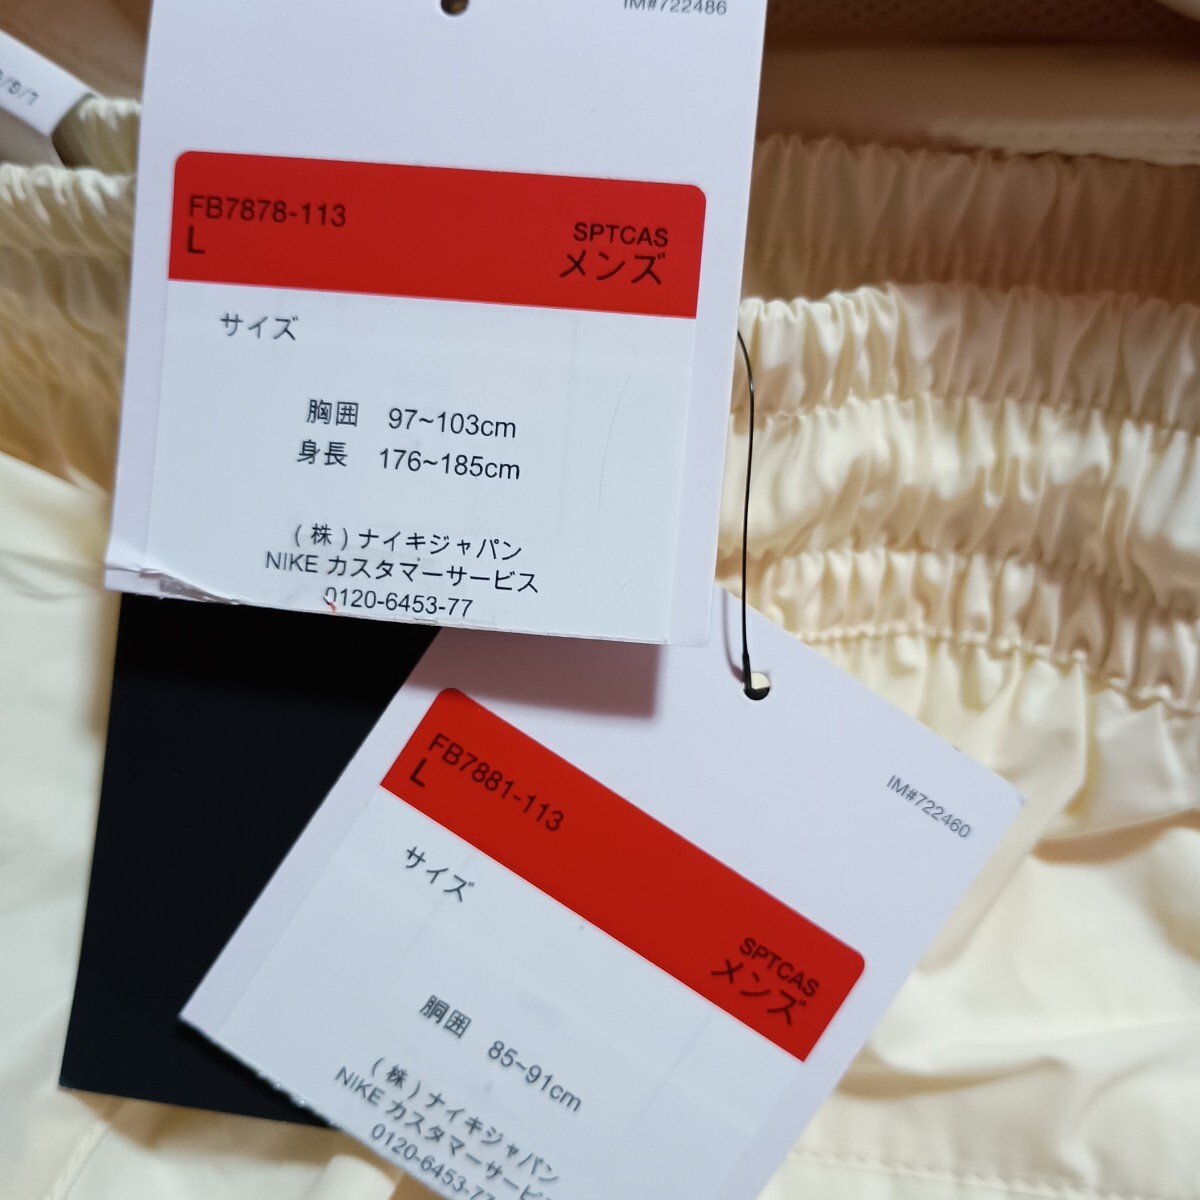 IM#722486
FB7878-113
L
SPTCAS
メンズ
サイズ
胸囲 97~103cm
身長 176~185cm
(株)ナイキジャパン
NIKE カスタマーサービス
0120-6453-77
IM#722460
FB7881-113
L
SPTCAS
メンズ
サイズ
胴囲 85~91cm
(株)ナイキジャパン
NIKE カスタマーサービ
0120-6453-77